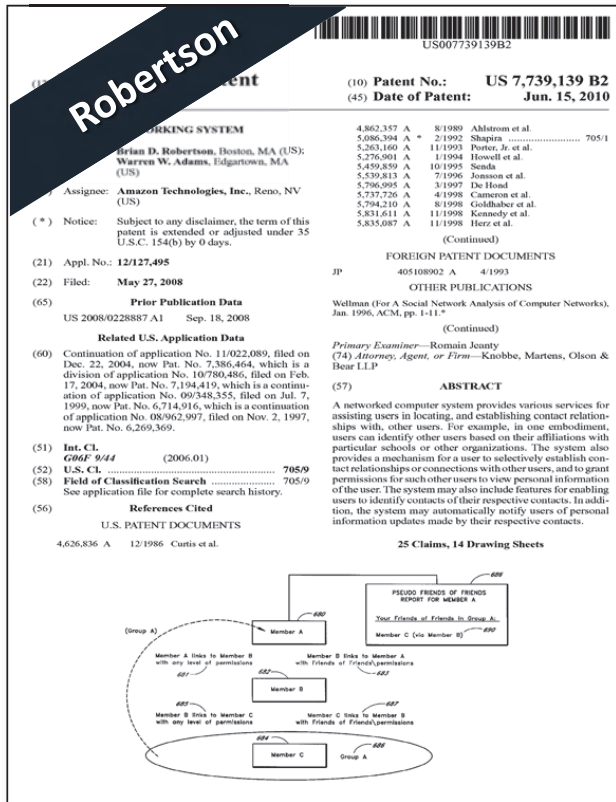 Robertson
ent
US007739139B2
(10) Patent No.: US 7,739,139 B2
(45) Date of Patent: Jun. 15, 2010
ORKING SYSTEM
Brian D. Robertson, Boston, MA (US);
Warren W. Adams, Edgartown, MA
(US)
Assignee: Amazon Technologies, Inc., Reno, NV
(US)
( * ) Notice: Subject to any disclaimer, the term of this
patent is extended or adjusted under 35
U.S.C. 154(b) by 0 days.
(21) Appl. No.: 12/127,495
(22) Filed: May 27, 2008
(65) Prior Publication Data
US 2008/0228887 A1 Sep. 18, 2008
Related U.S. Application Data
(60) Continuation of application No. 11/022,089, filed on
Dec. 22, 2004, now Pat. No. 7,386,464, which is a
division of application No. 10/780,486, filed on Feb.
17, 2004, now Pat. No. 7,194,419, which is a continu-
ation of application No. 09/348,355, filed on Jul. 7,
1999, now Pat. No. 6,714,916, which is a continuation
of application No. 08/962,997, filed on Nov. 2, 1997,
now Pat. No. 6,269,369.
(51) Int. Cl.
G06F 9/44 (2006.01)
(52) U.S. Cl. ........................................................ 705/9
(58) Field of Classification Search .................... 705/9
See application file for complete search history.
(56) References Cited
U.S. PATENT DOCUMENTS
4,626,836 A 12/1986 Curtis et al.
4,862,357 A 8/1989 Ahlstrom et al.
5,086,394 A * 2/1992 Shapira ........................ 705/1
5,263,160 A 11/1993 Porter, Jr. et al.
5,276,901 A 1/1994 Howell et al.
5,459,859 A 10/1995 Senda
5,539,813 A 7/1996 Jonsson et al.
5,796,995 A 3/1997 De Hond
5,737,726 A 4/1998 Cameron et al.
5,794,210 A 8/1998 Goldhaber et al.
5,831,611 A 11/1998 Kennedy et al.
5,835,087 A 11/1998 Herz et al.
(Continued)
FOREIGN PATENT DOCUMENTS
JP 405108902 A 4/1993
OTHER PUBLICATIONS
Wellman (For A Social Network Analysis of Computer Networks),
Jan. 1996, ACM, pp. 1-11.*
(Continued)
Primary Examiner—Romain Jeanty
(74) Attorney, Agent, or Firm—Knobbe, Martens, Olson &
Bear LLP
(57) ABSTRACT
A networked computer system provides various services for
assisting users in locating, and establishing contact relation-
ships with, other users. For example, in one embodiment,
users can identify other users based on their affiliations with
particular schools or other organizations. The system also
provides a mechanism for a user to selectively establish con-
tact relationships or connections with other users, and to grant
permissions for such other users to view personal information
of the user. The system may also include features for enabling
users to identify contacts of their respective contacts. In addi-
tion, the system may automatically notify users of personal
information updates made by their respective contacts.
25 Claims, 14 Drawing Sheets
689
PSEUDO FRIENDS OF FRIENDS
REPORT FOR MEMBER A
Your Friends of Friends in Group A:
Member C (via Member B) 690
680
(Group A)
Member A
Member A links to Member B
with any level of permissions
681
Member B links to Member A
with Friends of Friends\permissions
683
682
Member B
685
Member B links to Member C
with any level of permissions
687
Member C links to Member B
with Friends of Friends\permissions
684
Member C
Group A 686